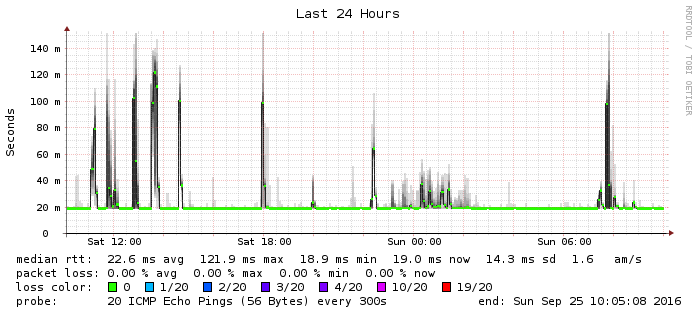 Last 24 Hours
RRDTOOL / TOBI OETIKER
Seconds
140 m
120 m
100 m
80 m
60 m
40 m
20 m
0
Sat 12:00 Sat 18:00 Sun 00:00 Sun 06:00
median rtt: 22.6 ms avg 121.9 ms max 18.9 ms min 19.0 ms now 14.3 ms sd 1.6 am/s
packet loss: 0.00 % avg 0.00 % max 0.00 % min 0.00 % now
loss color: 0 1/20 2/20 3/20 4/20 10/20 19/20
probe: 20 ICMP Echo Pings (56 Bytes) every 300s end: Sun Sep 25 10:05:08 2016